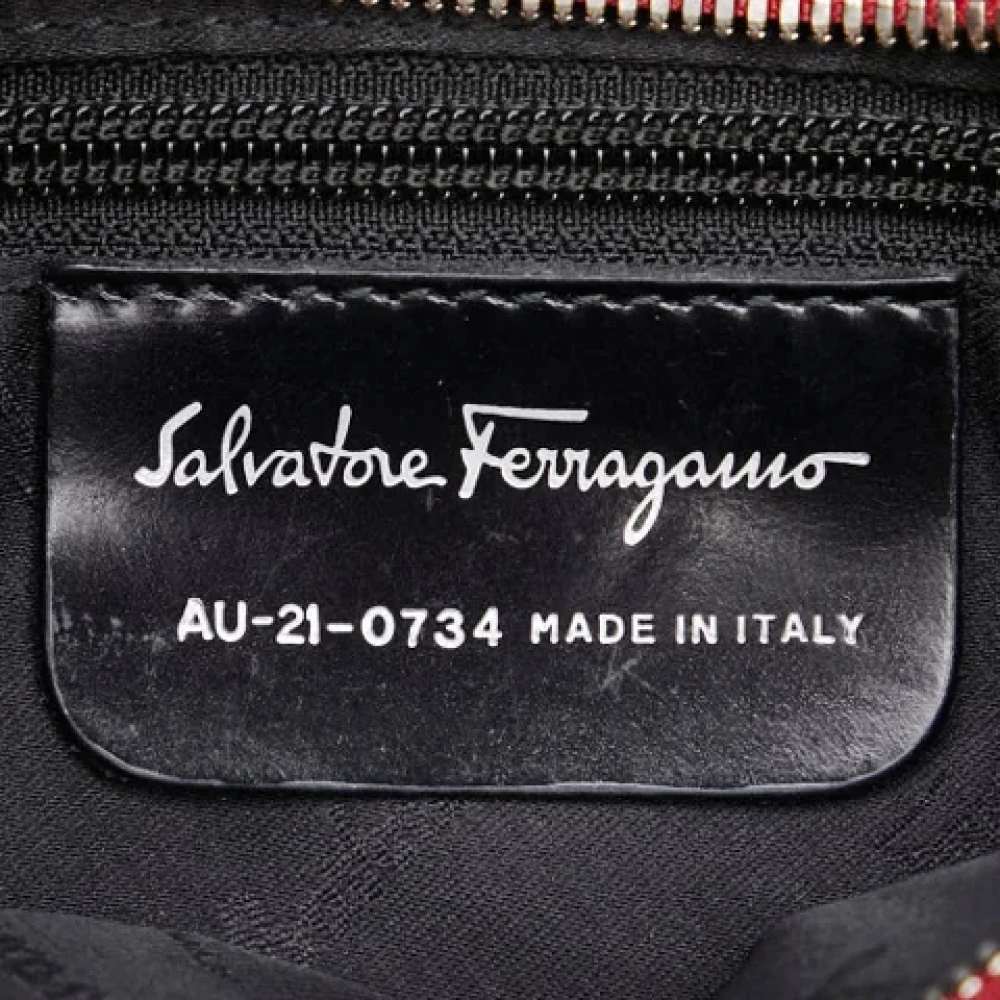 Salvatore Ferragamo
AU-21-0734 MADE IN ITALY